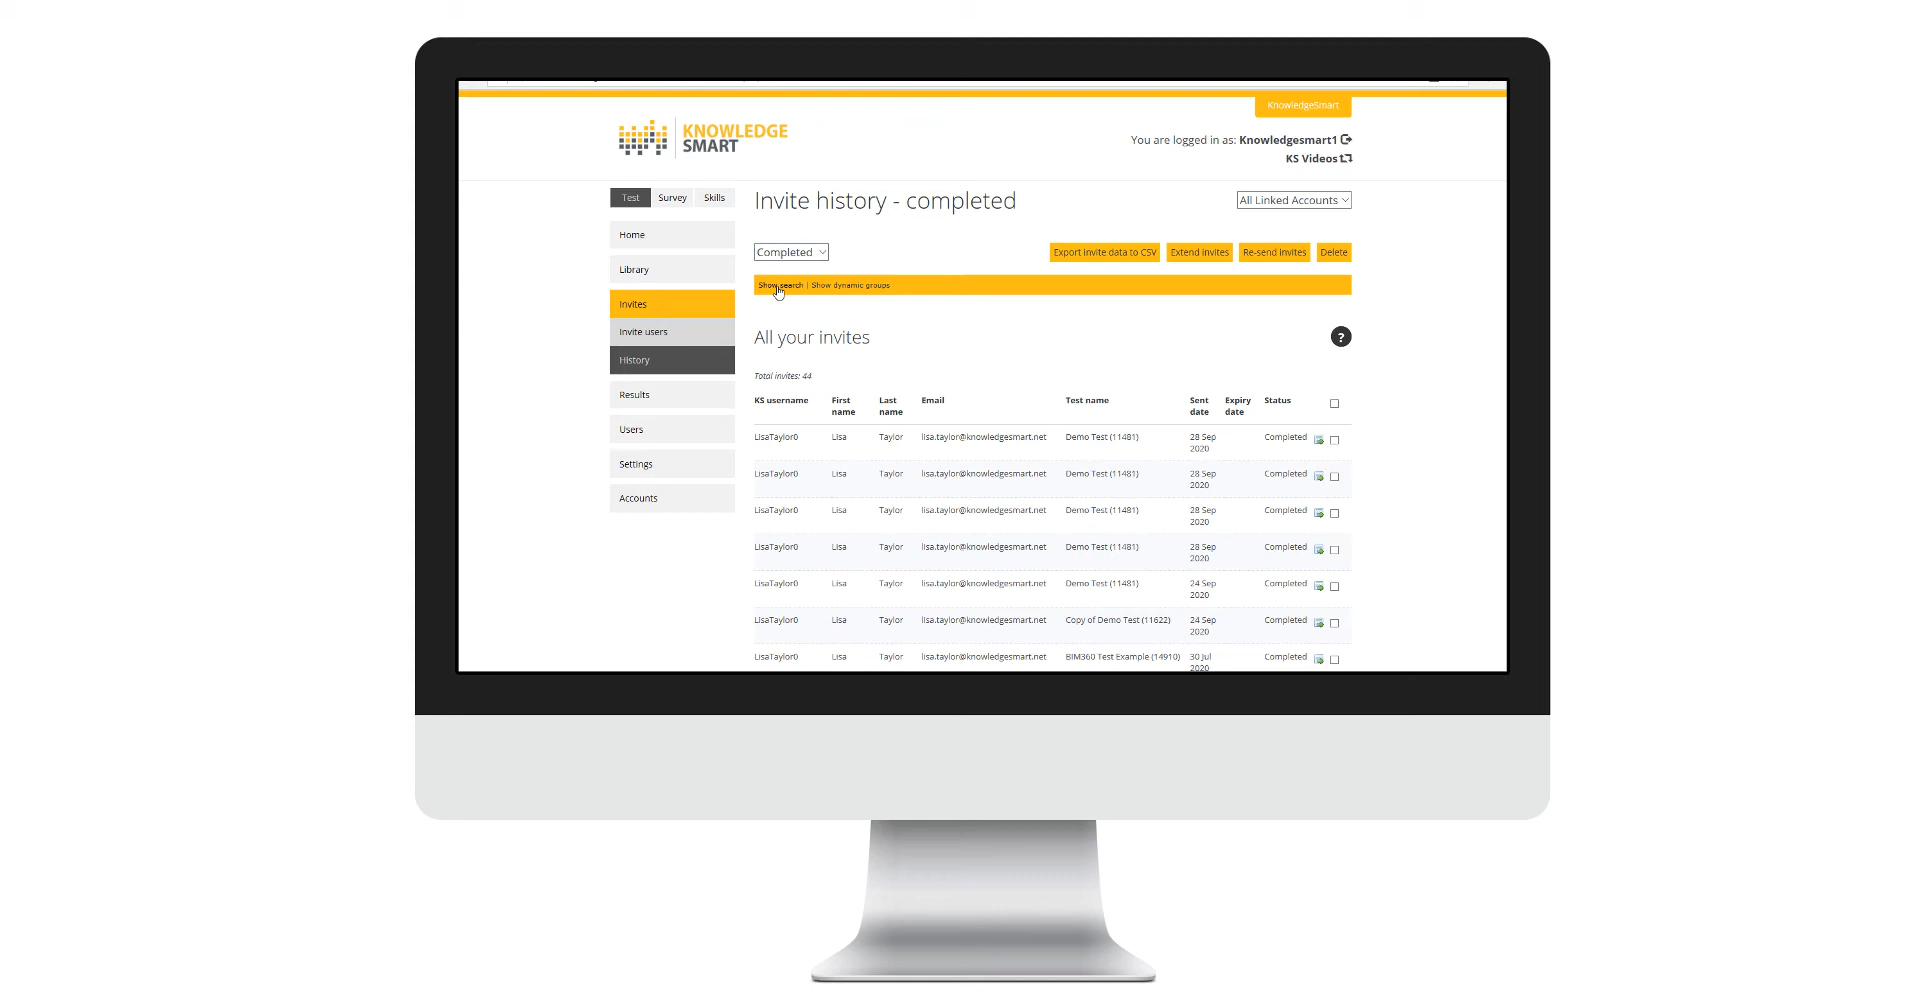 KnowledgeSmart
KNOWLEDGE
SMART
You are logged in as: Knowledgesmart1
KS Videos
Test Survey Skills
Invite history - completed
All Linked Accounts
Home
Library
Invites
Invite users
History
Results
Users
Settings
Accounts
Completed
Export invite data to CSV Extend invites Re-send invites Delete
Show search | Show dynamic groups
All your invites
?
Total invites: 44
KS username First name Last name Email Test name Sent date Expiry date Status
LisaTaylor0 Lisa Taylor lisa.taylor@knowledgesmart.net Demo Test (11481) 28 Sep 2020 Completed
LisaTaylor0 Lisa Taylor lisa.taylor@knowledgesmart.net Demo Test (11481) 28 Sep 2020 Completed
LisaTaylor0 Lisa Taylor lisa.taylor@knowledgesmart.net Demo Test (11481) 28 Sep 2020 Completed
LisaTaylor0 Lisa Taylor lisa.taylor@knowledgesmart.net Demo Test (11481) 28 Sep 2020 Completed
LisaTaylor0 Lisa Taylor lisa.taylor@knowledgesmart.net Demo Test (11481) 24 Sep 2020 Completed
LisaTaylor0 Lisa Taylor lisa.taylor@knowledgesmart.net Copy of Demo Test (11622) 24 Sep 2020 Completed
LisaTaylor0 Lisa Taylor lisa.taylor@knowledgesmart.net BIM360 Test Example (14910) 30 Jul 2020 Completed